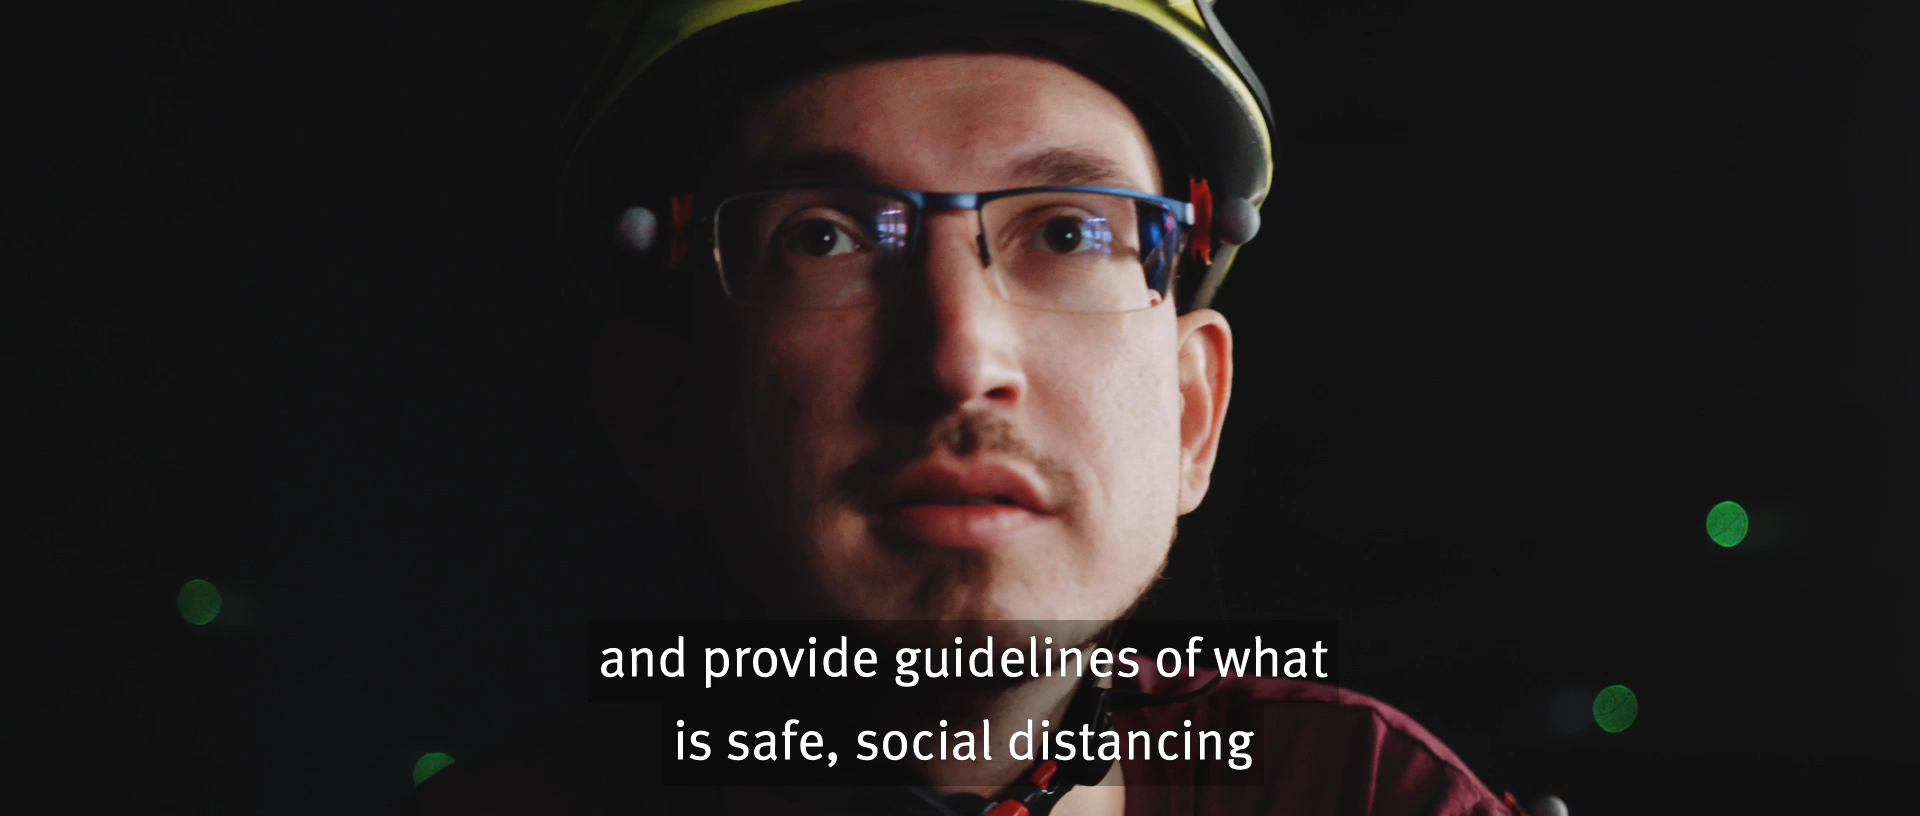 and provide guidelines of what
is safe, social distancing